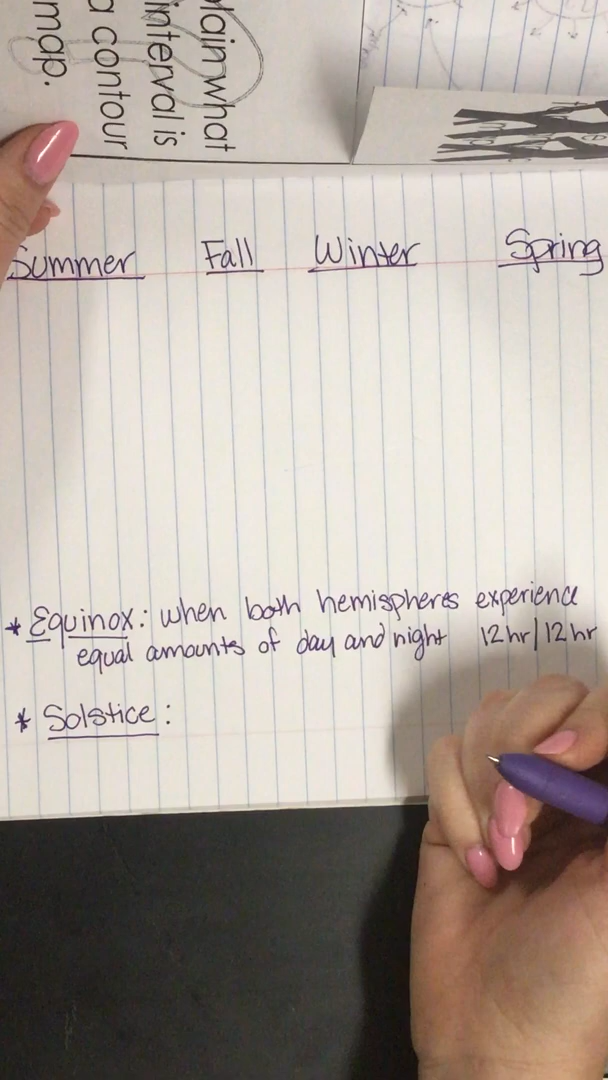 lain what
interval is
a contour
map.
Summer Fall Winter Spring
* Equinox: when both hemispheres experience
equal amounts of day and night 12hr/12hr
* Solstice: